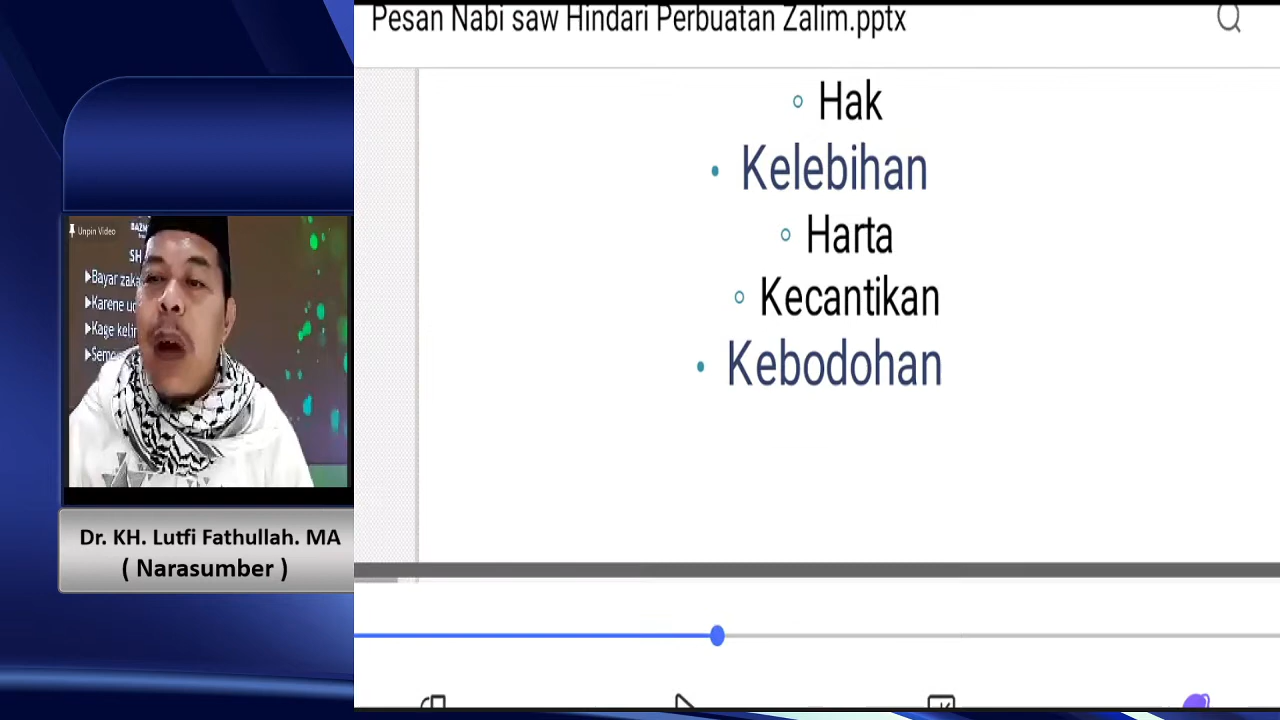 Pesan Nabi saw Hindari Perbuatan Zalim.pptx
Hak
Kelebihan
Harta
Kecantikan
Kebodohan
Unpin Video
Bayar
Karene
Kage
Dr. KH. Lutfi Fathullah. MA
( Narasumber )